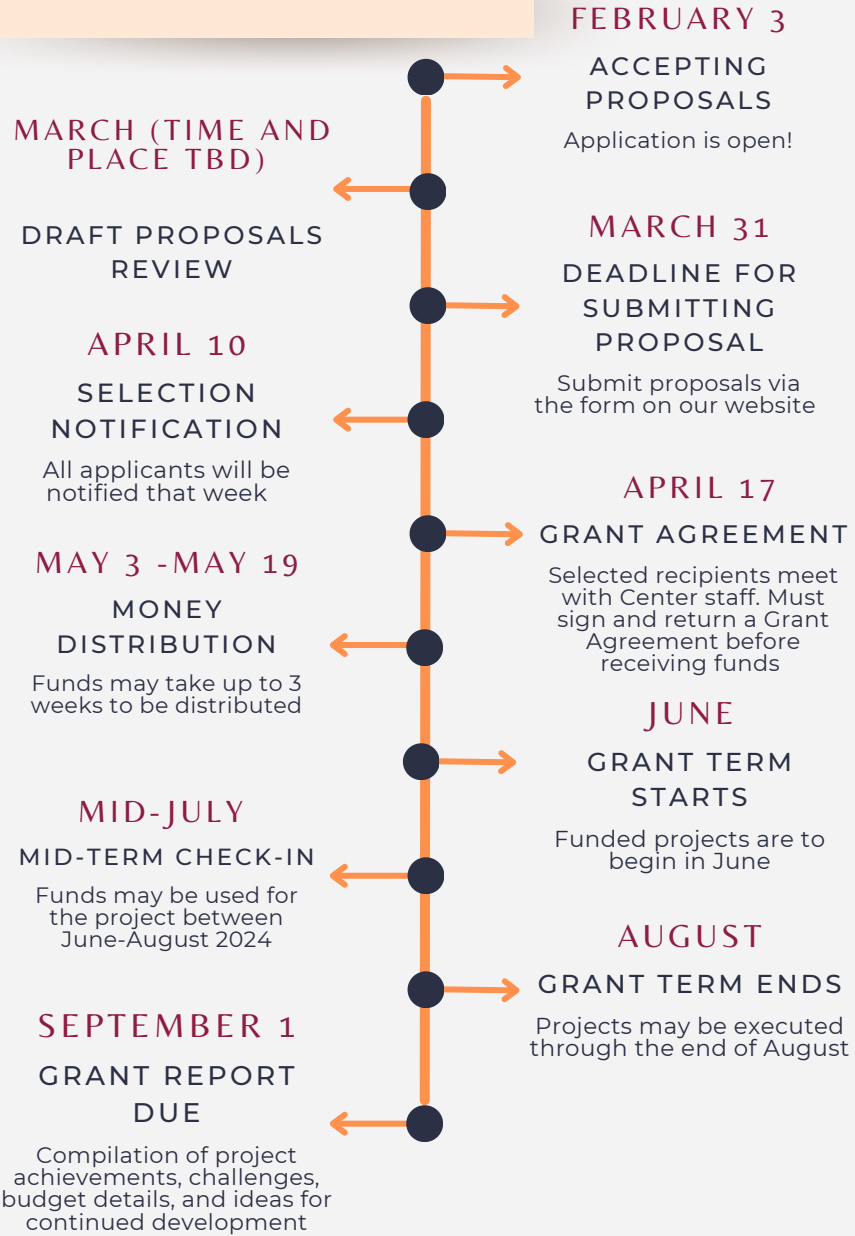 FEBRUARY 3
ACCEPTING
PROPOSALS
Application is open!
MARCH (TIME AND
PLACE TBD)
DRAFT PROPOSALS
REVIEW
MARCH 31
DEADLINE FOR
SUBMITTING
PROPOSAL
Submit proposals via
the form on our website
APRIL 10
SELECTION
NOTIFICATION
All applicants will be
notified that week
APRIL 17
GRANT AGREEMENT
Selected recipients meet
with Center staff. Must
sign and return a Grant
Agreement before
receiving funds
MAY 3 -MAY 19
MONEY
DISTRIBUTION
Funds may take up to 3
weeks to be distributed
JUNE
GRANT TERM
STARTS
Funded projects are to
begin in June
MID-JULY
MID-TERM CHECK-IN
Funds may be used for
the project between
June-August 2024
AUGUST
GRANT TERM ENDS
Projects may be executed
through the end of August
SEPTEMBER 1
GRANT REPORT
DUE
Compilation of project
achievements, challenges,
budget details, and ideas for
continued development